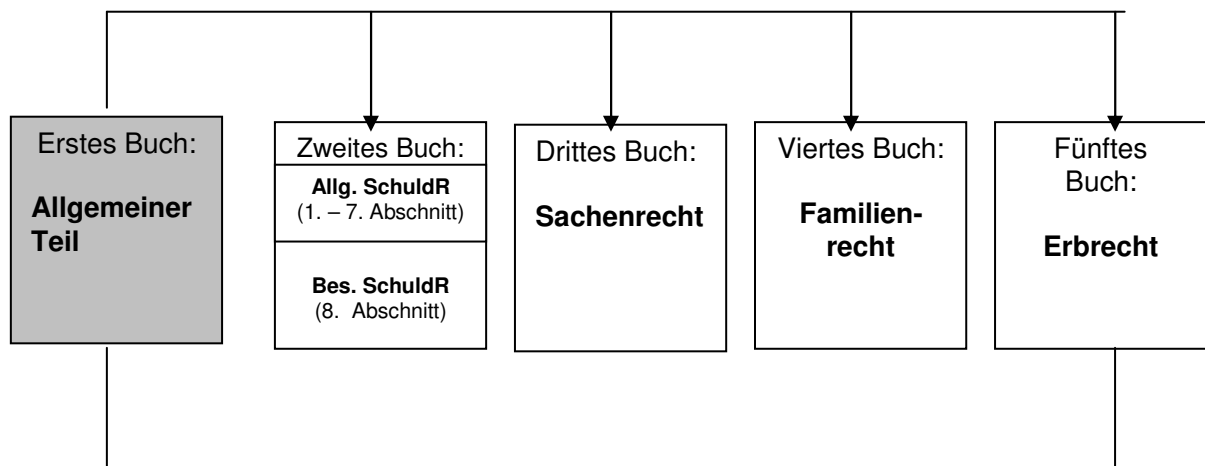 Erstes Buch:
Allgemeiner
Teil
Zweites Buch:
Allg. SchuldR
(1. – 7. Abschnitt)
Bes. SchuldR
(8. Abschnitt)
Drittes Buch:
Sachenrecht
Viertes Buch:
Familien-
recht
Fünftes
Buch:
Erbrecht